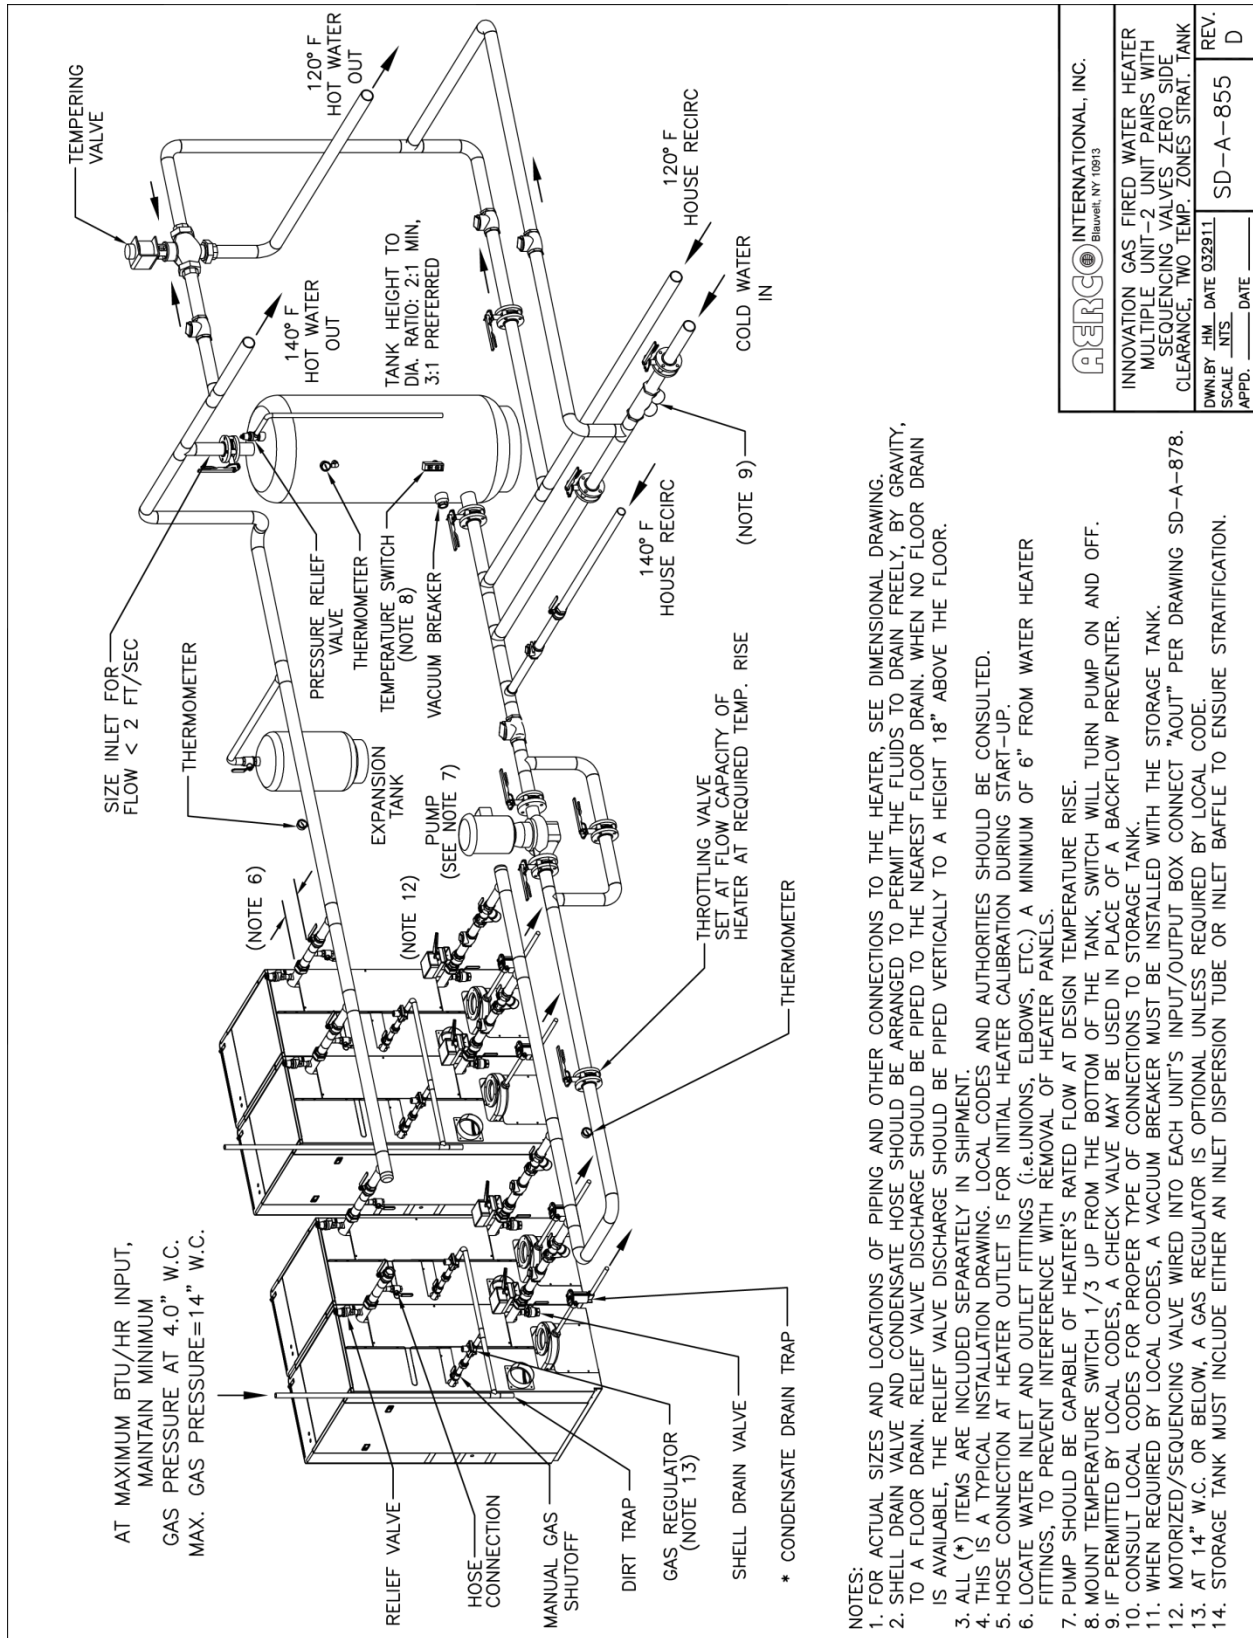 AT MAXIMUM BTU/HR INPUT,
MAINTAIN MINIMUM
GAS PRESSURE AT 4.0" W.C.
MAX. GAS PRESSURE=14" W.C.
RELIEF VALVE
HOSE
CONNECTION
MANUAL GAS
SHUTOFF
DIRT TRAP
GAS REGULATOR
(NOTE 13)
SHELL DRAIN VALVE
* CONDENSATE DRAIN TRAP
(NOTE 6)
(NOTE 12)
SIZE INLET FOR
FLOW < 2 FT/SEC
THERMOMETER
EXPANSION
TANK
PUMP
(SEE NOTE 7)
THROTTLING VALVE
SET AT FLOW CAPACITY OF
HEATER AT REQUIRED TEMP. RISE
THERMOMETER
PRESSURE RELIEF
VALVE
THERMOMETER
TEMPERATURE SWITCH
(NOTE 8)
VACUUM BREAKER
140° F
HOT WATER
OUT
TANK HEIGHT TO
DIA. RATIO: 2:1 MIN,
3:1 PREFERRED
140° F
HOUSE RECIRC
(NOTE 9)
TEMPERING
VALVE
120° F
HOT WATER
OUT
120° F
HOUSE RECIRC
COLD WATER
IN
NOTES:
1. FOR ACTUAL SIZES AND LOCATIONS OF PIPING AND OTHER CONNECTIONS TO THE HEATER, SEE DIMENSIONAL DRAWING.
2. SHELL DRAIN VALVE AND CONDENSATE HOSE SHOULD BE ARRANGED TO PERMIT THE FLUIDS TO DRAIN FREELY, BY GRAVITY,
TO A FLOOR DRAIN. RELIEF VALVE DISCHARGE SHOULD BE PIPED TO THE NEAREST FLOOR DRAIN. WHEN NO FLOOR DRAIN
IS AVAILABLE, THE RELIEF VALVE DISCHARGE SHOULD BE PIPED VERTICALLY TO A HEIGHT 18" ABOVE THE FLOOR.
3. ALL (*) ITEMS ARE INCLUDED SEPARATELY IN SHIPMENT.
4. THIS IS A TYPICAL INSTALLATION DRAWING. LOCAL CODES AND AUTHORITIES SHOULD BE CONSULTED.
5. HOSE CONNECTION AT HEATER OUTLET IS FOR INITIAL HEATER CALIBRATION DURING START-UP.
6. LOCATE WATER INLET AND OUTLET FITTINGS (i.e.UNIONS, ELBOWS, ETC.) A MINIMUM OF 6" FROM WATER HEATER
FITTINGS, TO PREVENT INTERFERENCE WITH REMOVAL OF HEATER PANELS.
7. PUMP SHOULD BE CAPABLE OF HEATER'S RATED FLOW AT DESIGN TEMPERATURE RISE.
8. MOUNT TEMPERATURE SWITCH 1/3 UP FROM THE BOTTOM OF THE TANK, SWITCH WILL TURN PUMP ON AND OFF.
9. IF PERMITTED BY LOCAL CODES, A CHECK VALVE MAY BE USED IN PLACE OF A BACKFLOW PREVENTER.
10. CONSULT LOCAL CODES FOR PROPER TYPE OF CONNECTIONS TO STORAGE TANK.
11. WHEN REQUIRED BY LOCAL CODES, A VACUUM BREAKER MUST BE INSTALLED WITH THE STORAGE TANK.
12. MOTORIZED/SEQUENCING VALVE WIRED INTO EACH UNIT'S INPUT/OUTPUT BOX CONNECT "AOUT" PER DRAWING SD-A-878.
13. AT 14" W.C. OR BELOW, A GAS REGULATOR IS OPTIONAL UNLESS REQUIRED BY LOCAL CODE.
14. STORAGE TANK MUST INCLUDE EITHER AN INLET DISPERSION TUBE OR INLET BAFFLE TO ENSURE STRATIFICATION.
AERCO INTERNATIONAL, INC.
Blauvelt, NY 10913
INNOVATION GAS FIRED WATER HEATER
MULTIPLE UNIT-2 UNIT PAIRS WITH
SEQUENCING VALVES ZERO SIDE
CLEARANCE, TWO TEMP. ZONES STRAT. TANK
DWN.BY HM DATE 032911
SCALE NTS
APPD. DATE
SD-A-855
REV.
D